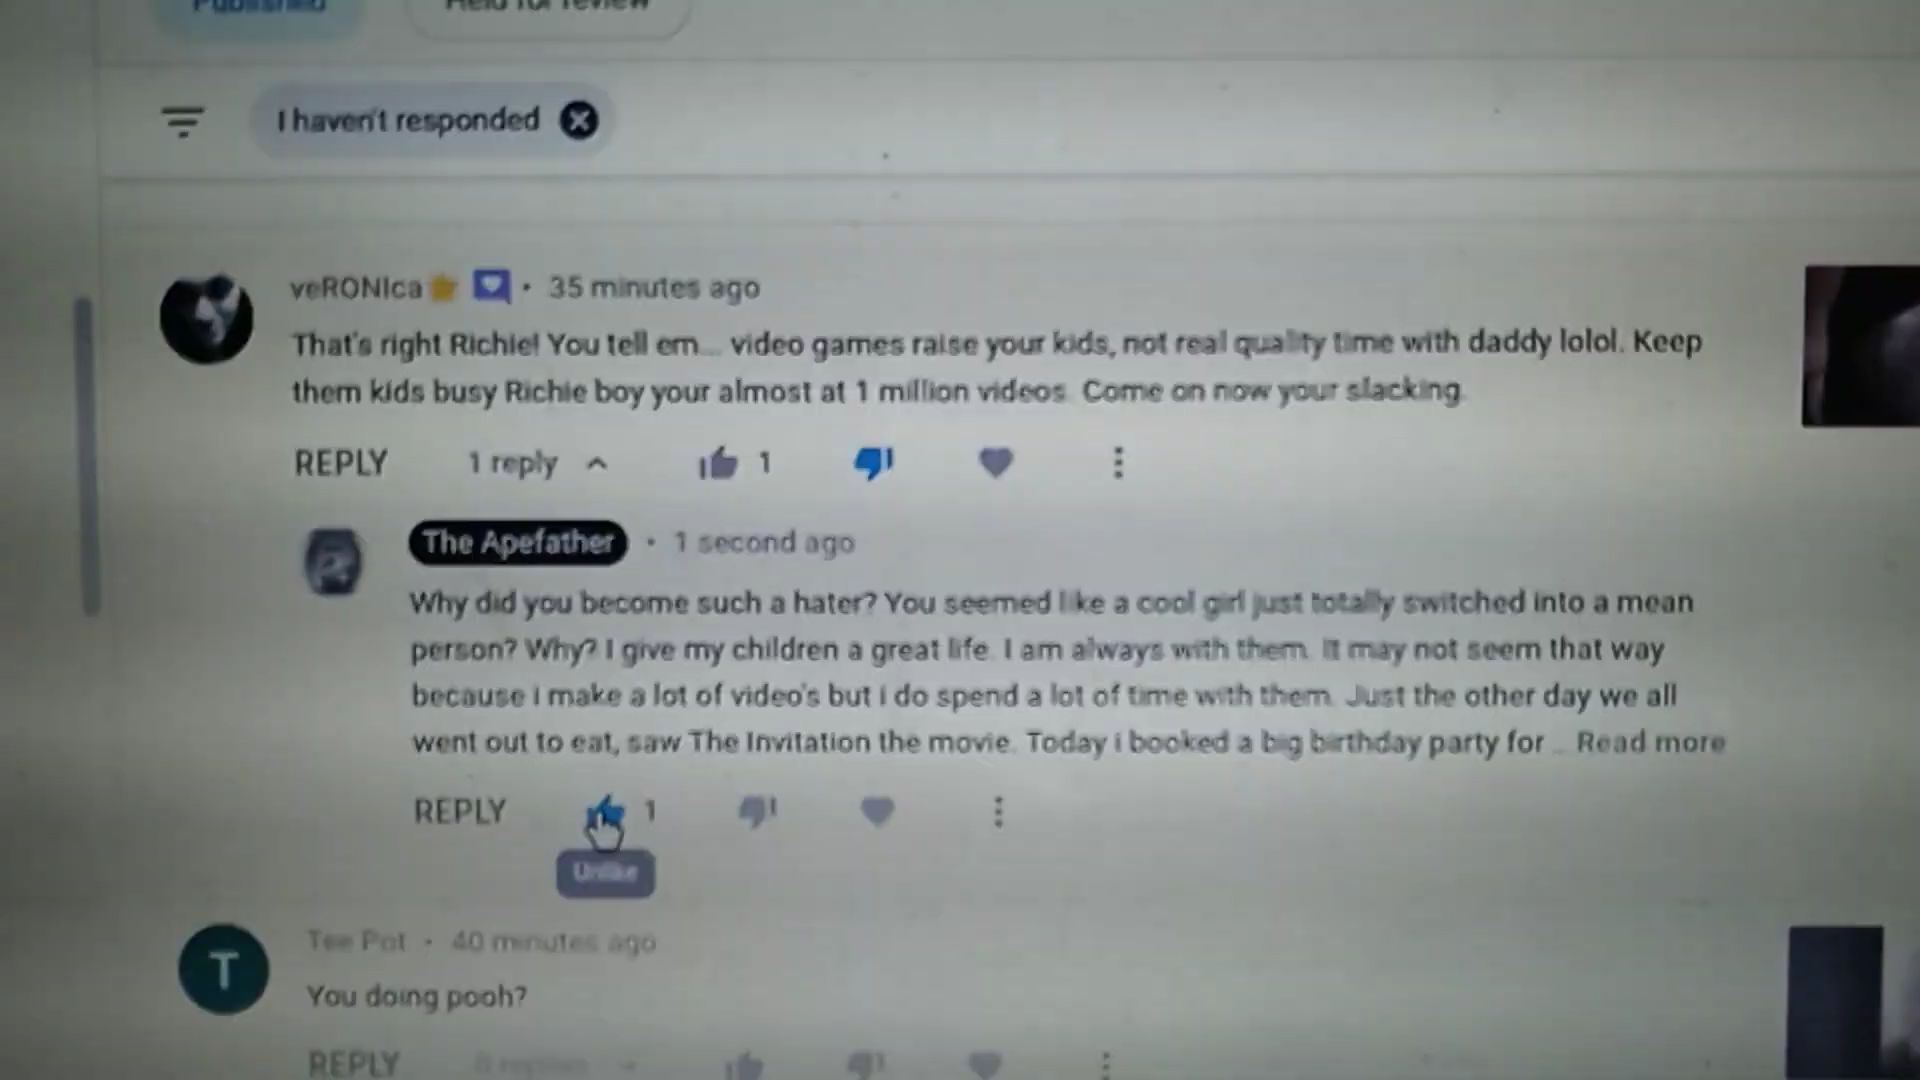 Published Held for review
I haven't responded
veRONIca • 35 minutes ago
That's right Richie! You tell em... video games raise your kids, not real quality time with daddy lolol. Keep
them kids busy Richie boy your almost at 1 million videos. Come on now your slacking.
REPLY 1 reply 1
The Apefather • 1 second ago
Why did you become such a hater? You seemed like a cool girl just totally switched into a mean
person? Why? I give my children a great life. I am always with them. It may not seem that way
because i make a lot of video's but i do spend a lot of time with them. Just the other day we all
went out to eat, saw The Invitation the movie. Today i booked a big birthday party for ... Read more
REPLY 1
Unlike
T
Tee Pot • 40 minutes ago
You doing pooh?
REPLY 0 replies